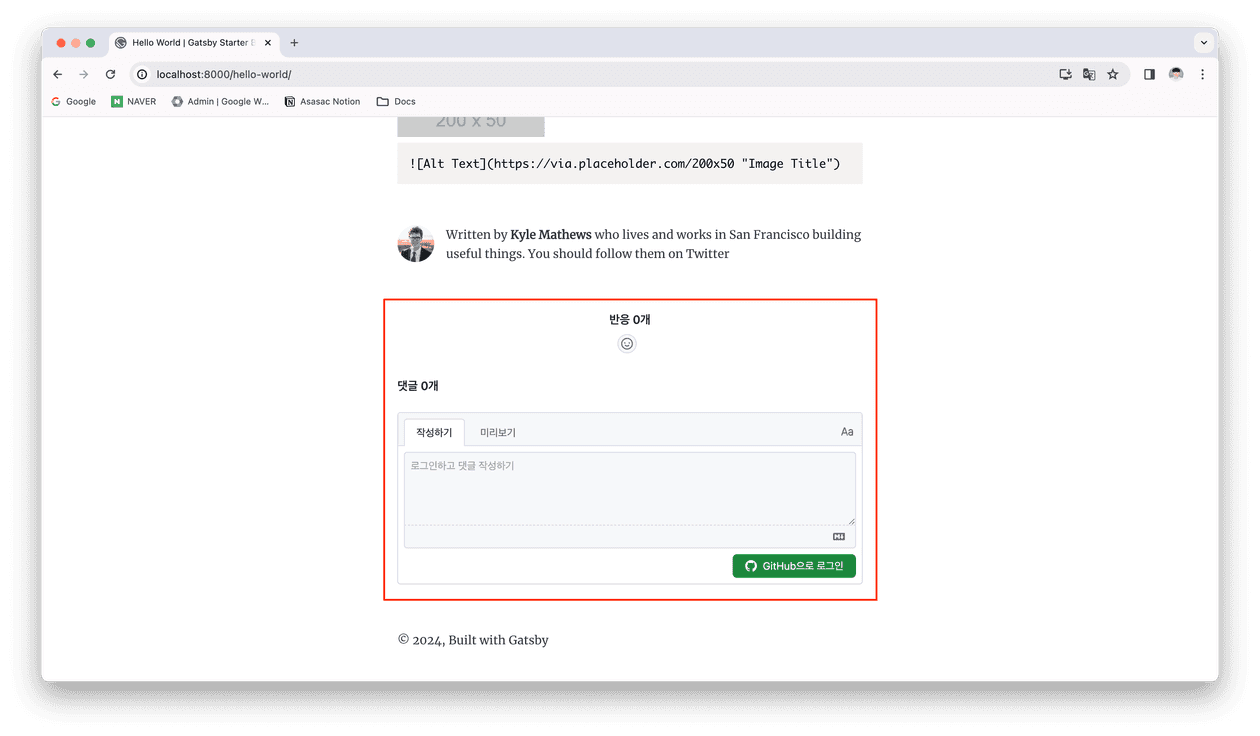 Hello World | Gatsby Starter B
localhost:8000/hello-world/
Google NAVER Admin | Google W... Asasac Notion Docs
200 x 50
![Alt Text](https://via.placeholder.com/200x50 "Image Title")
Written by Kyle Mathews who lives and works in San Francisco building
useful things. You should follow them on Twitter
반응 0개
댓글 0개
작성하기 미리보기 Aa
로그인하고 댓글 작성하기
GitHub으로 로그인
© 2024, Built with Gatsby